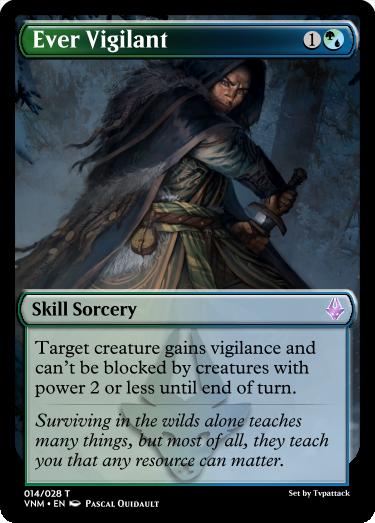 Ever Vigilant 1
Skill Sorcery
Target creature gains vigilance and
can't be blocked by creatures with
power 2 or less until end of turn.
Surviving in the wilds alone teaches
many things, but most of all, they teach
you that any resource can matter.
014/028 T
VNM • EN Pascal Quidault
Set by Tvpattack